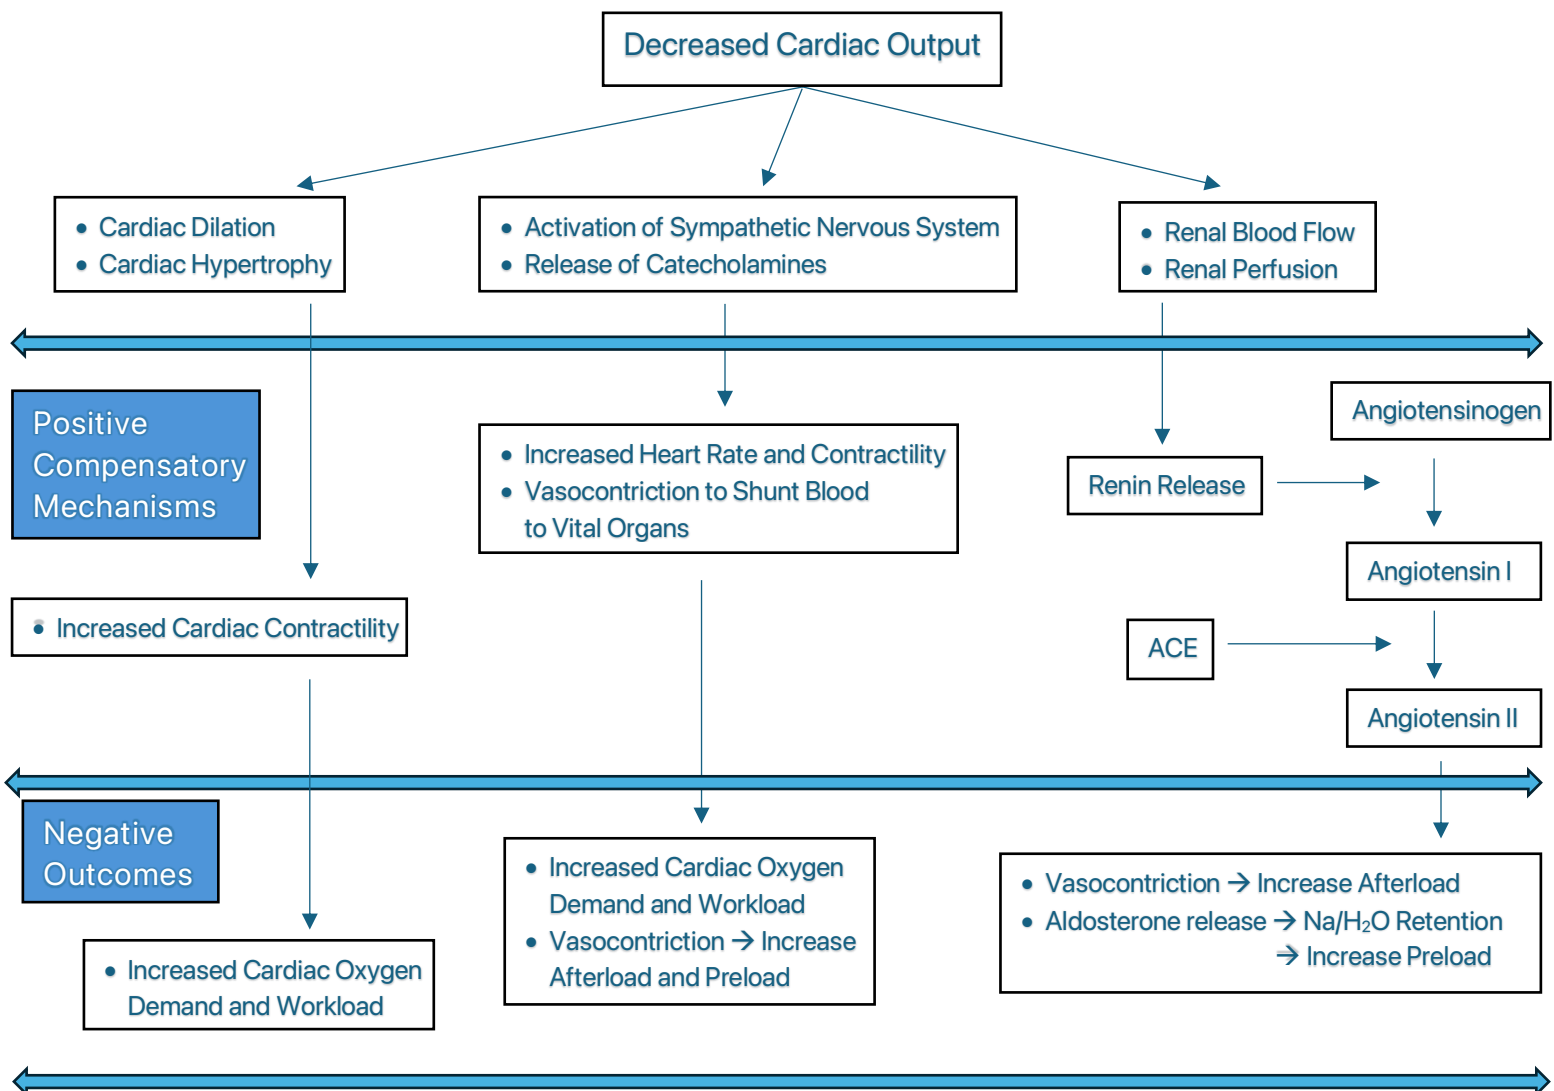 Decreased Cardiac Output
• Cardiac Dilation
• Cardiac Hypertrophy
• Activation of Sympathetic Nervous System
• Release of Catecholamines
• Renal Blood Flow
• Renal Perfusion
Positive
Compensatory
Mechanisms
• Increased Heart Rate and Contractility
• Vasocontriction to Shunt Blood
to Vital Organs
Angiotensinogen
Renin Release
Angiotensin I
• Increased Cardiac Contractility
ACE
Angiotensin II
Negative
Outcomes
• Increased Cardiac Oxygen
Demand and Workload
• Increased Cardiac Oxygen
Demand and Workload
• Vasocontriction → Increase
Afterload and Preload
• Vasocontriction → Increase Afterload
• Aldosterone release → Na/H₂O Retention
→ Increase Preload